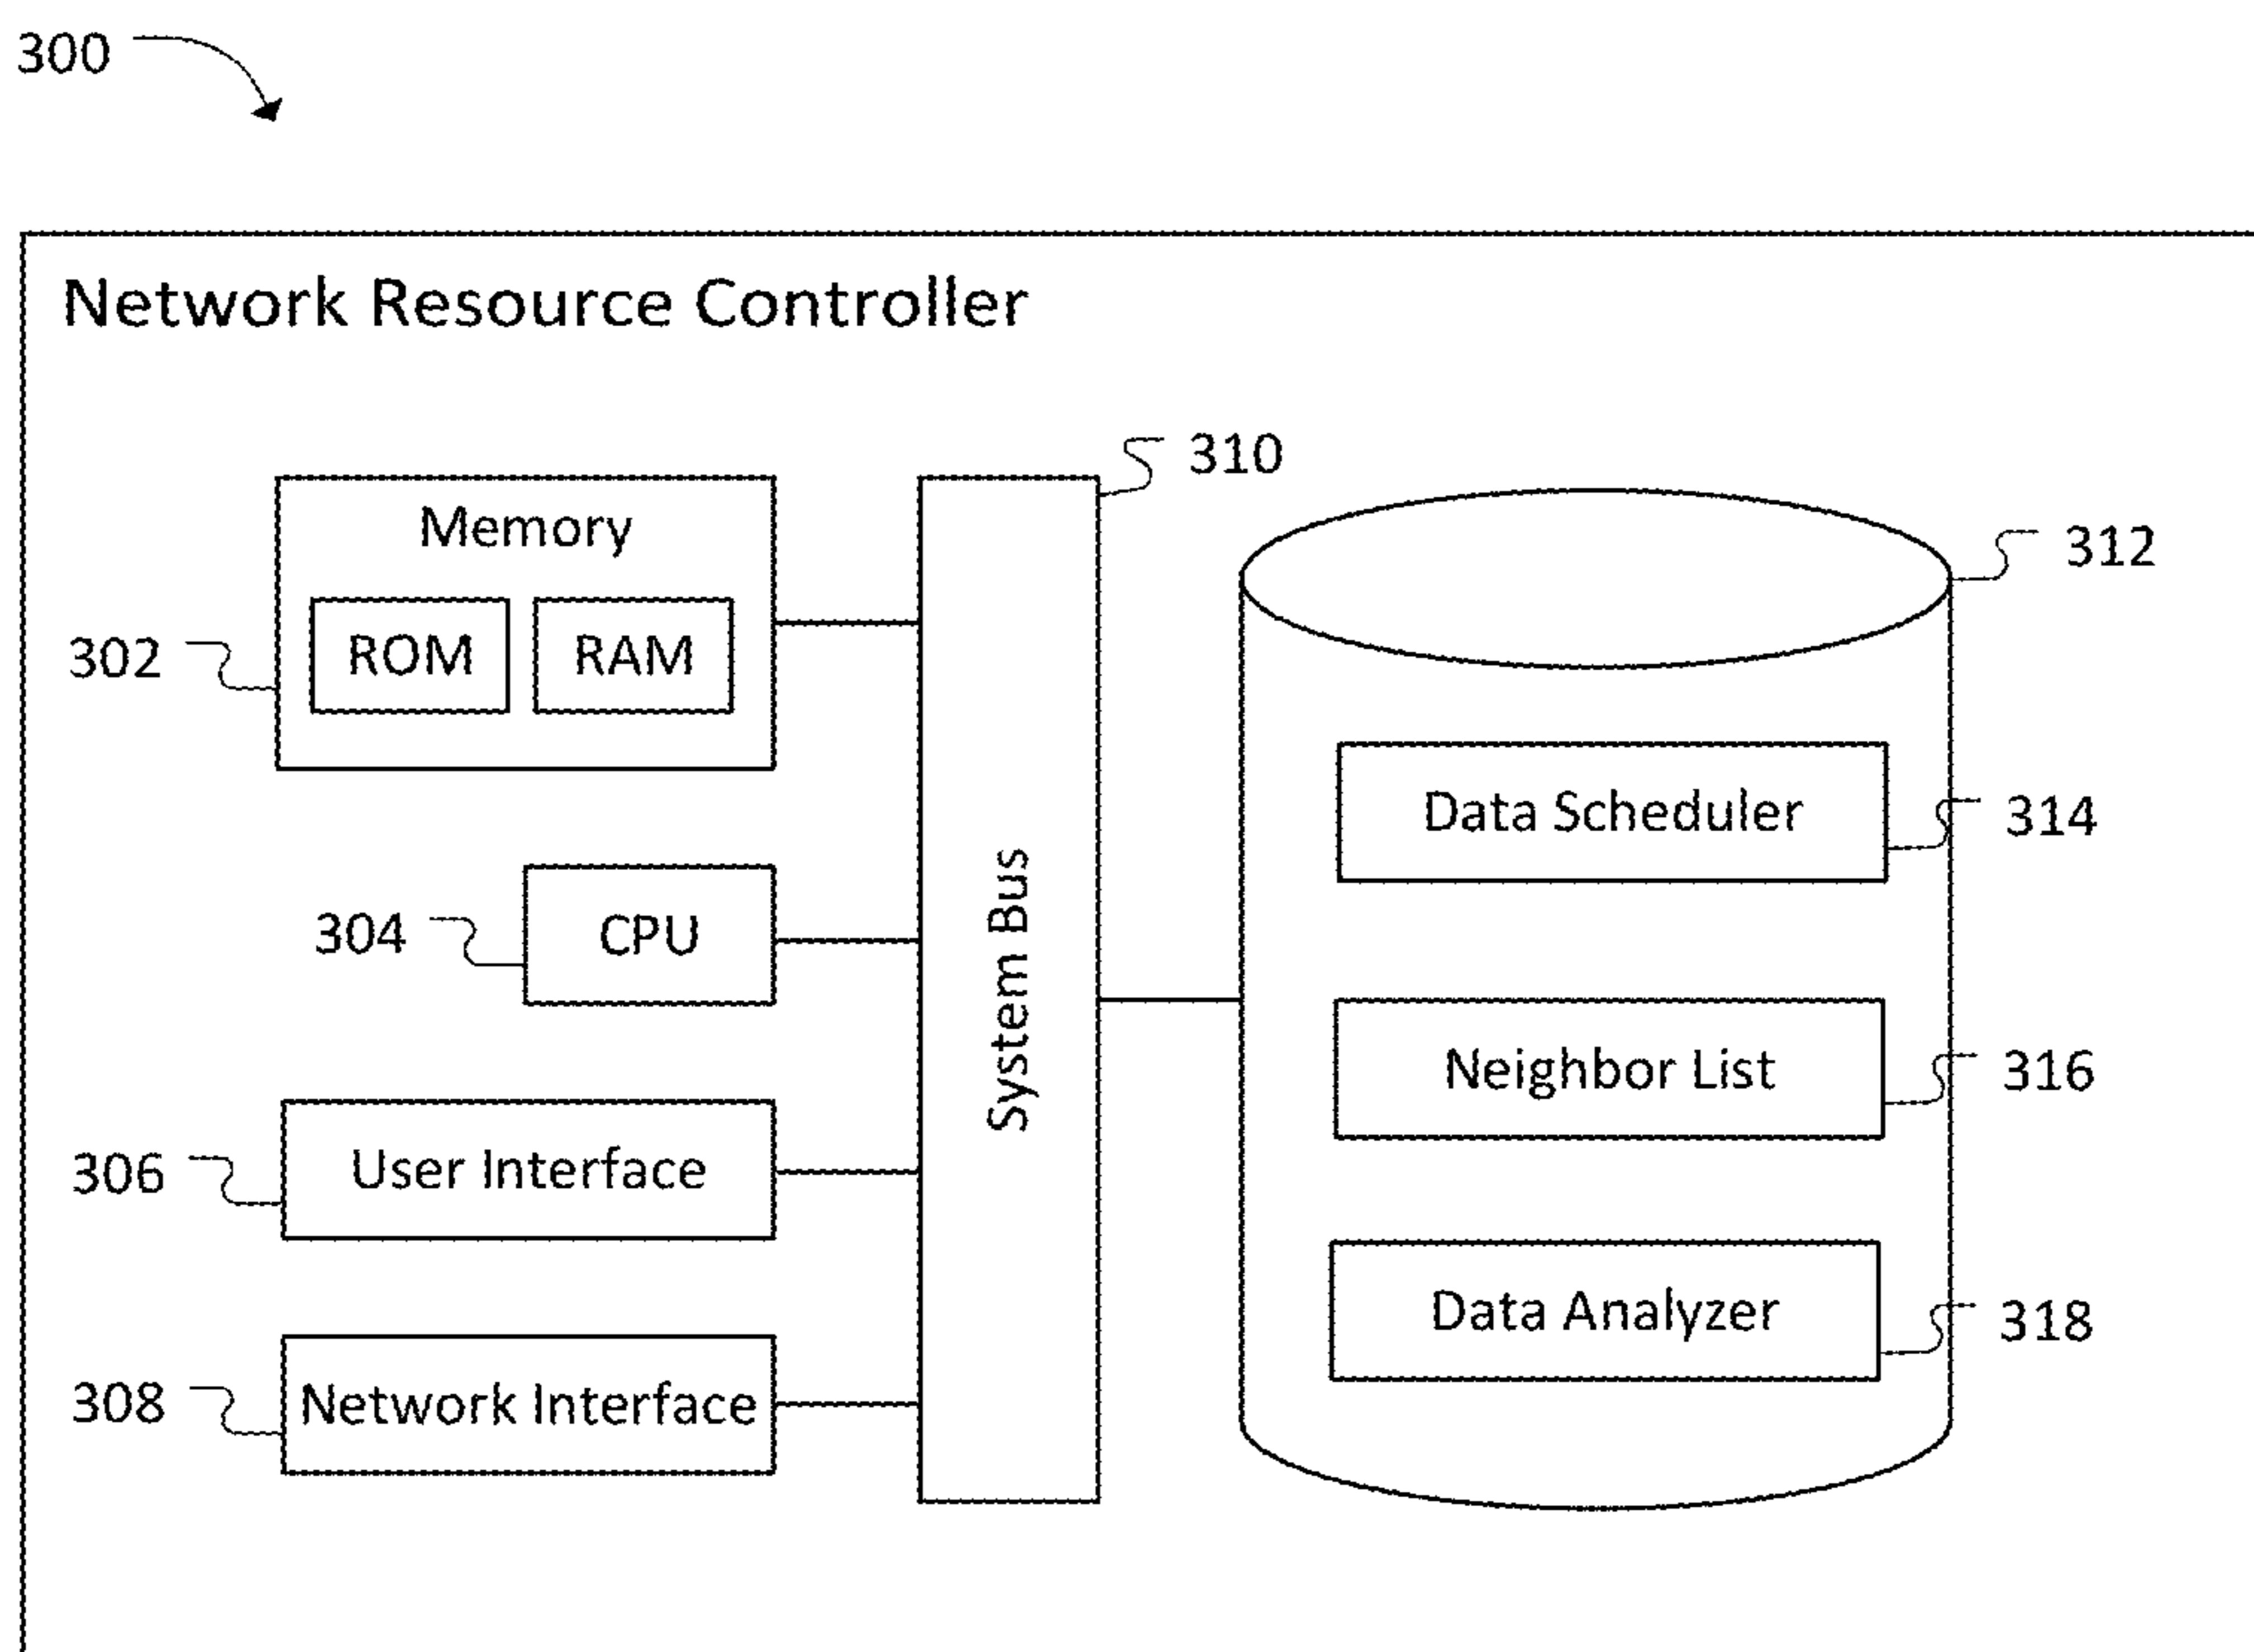 300
Network Resource Controller
310
Memory
312
ROM RAM
302
Data Scheduler
314
304
CPU
System Bus
Neighbor List
316
306
User Interface
Data Analyzer
318
308
Network Interface